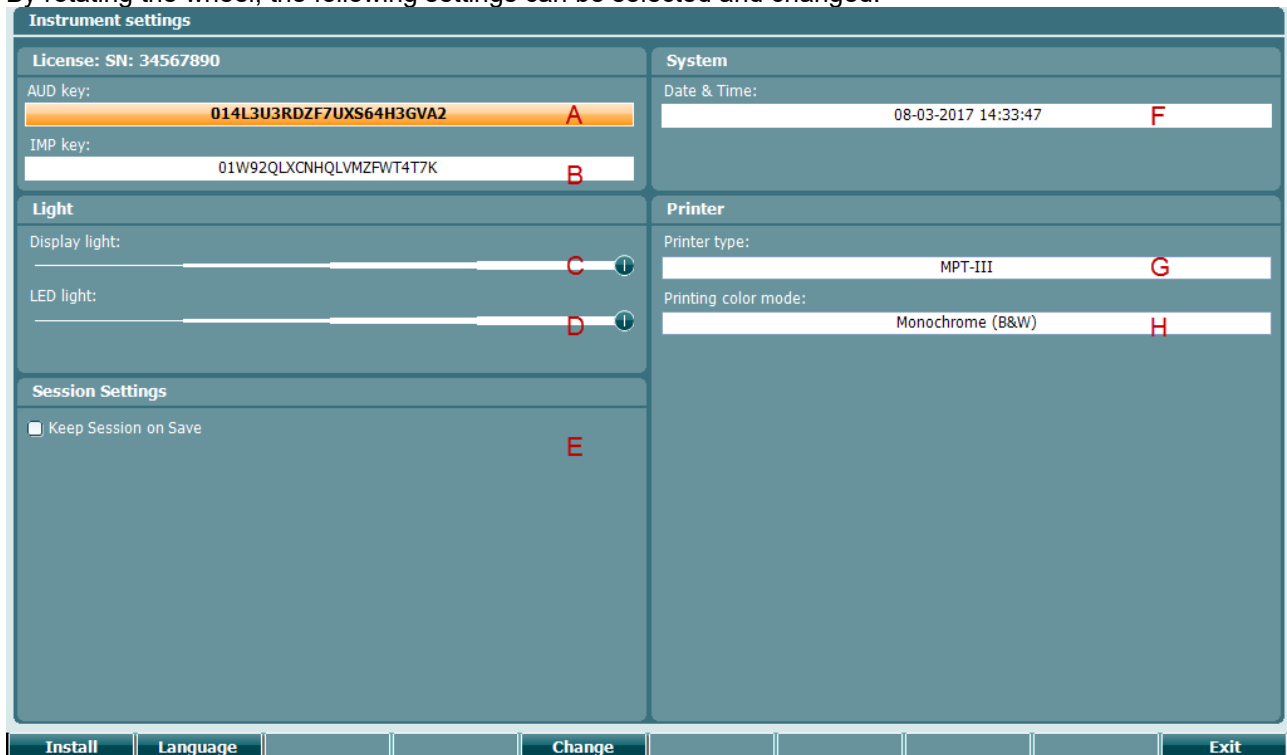 By rotating the wheel, the following settings can be selected and changed:
Instrument settings
License: SN: 34567890
AUD key:
014L3U3RDZF7UXS64H3GVA2 A
IMP key:
01W92QLXCNHQLVMZFWT4T7K B
Light
Display light:
C
LED light:
D
Session Settings
Keep Session on Save
E
System
Date & Time:
08-03-2017 14:33:47 F
Printer
Printer type:
MPT-III G
Printing color mode:
Monochrome (B&W) H
Install Language Change Exit